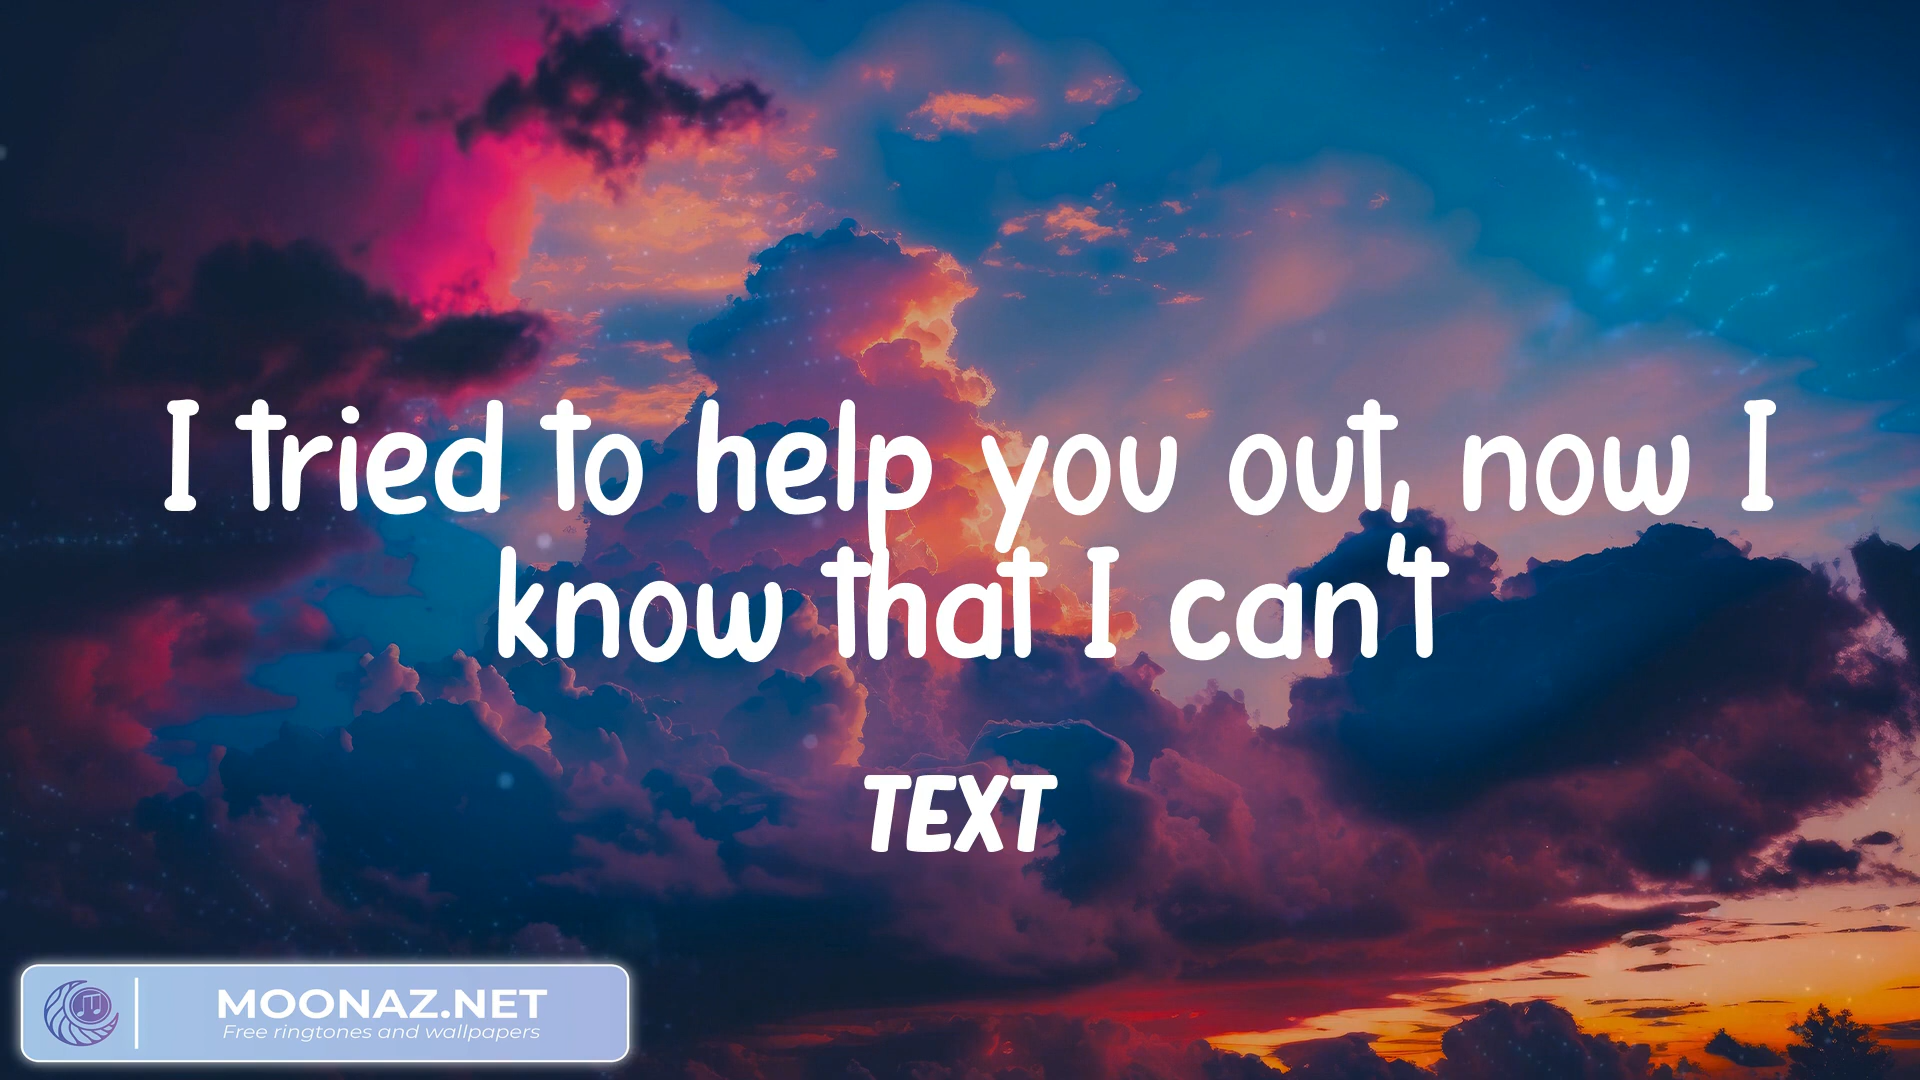 I tried to help you out, now I
know that I can't
TEXT
MOONAZ.NET
Free ringtones and wallpapers